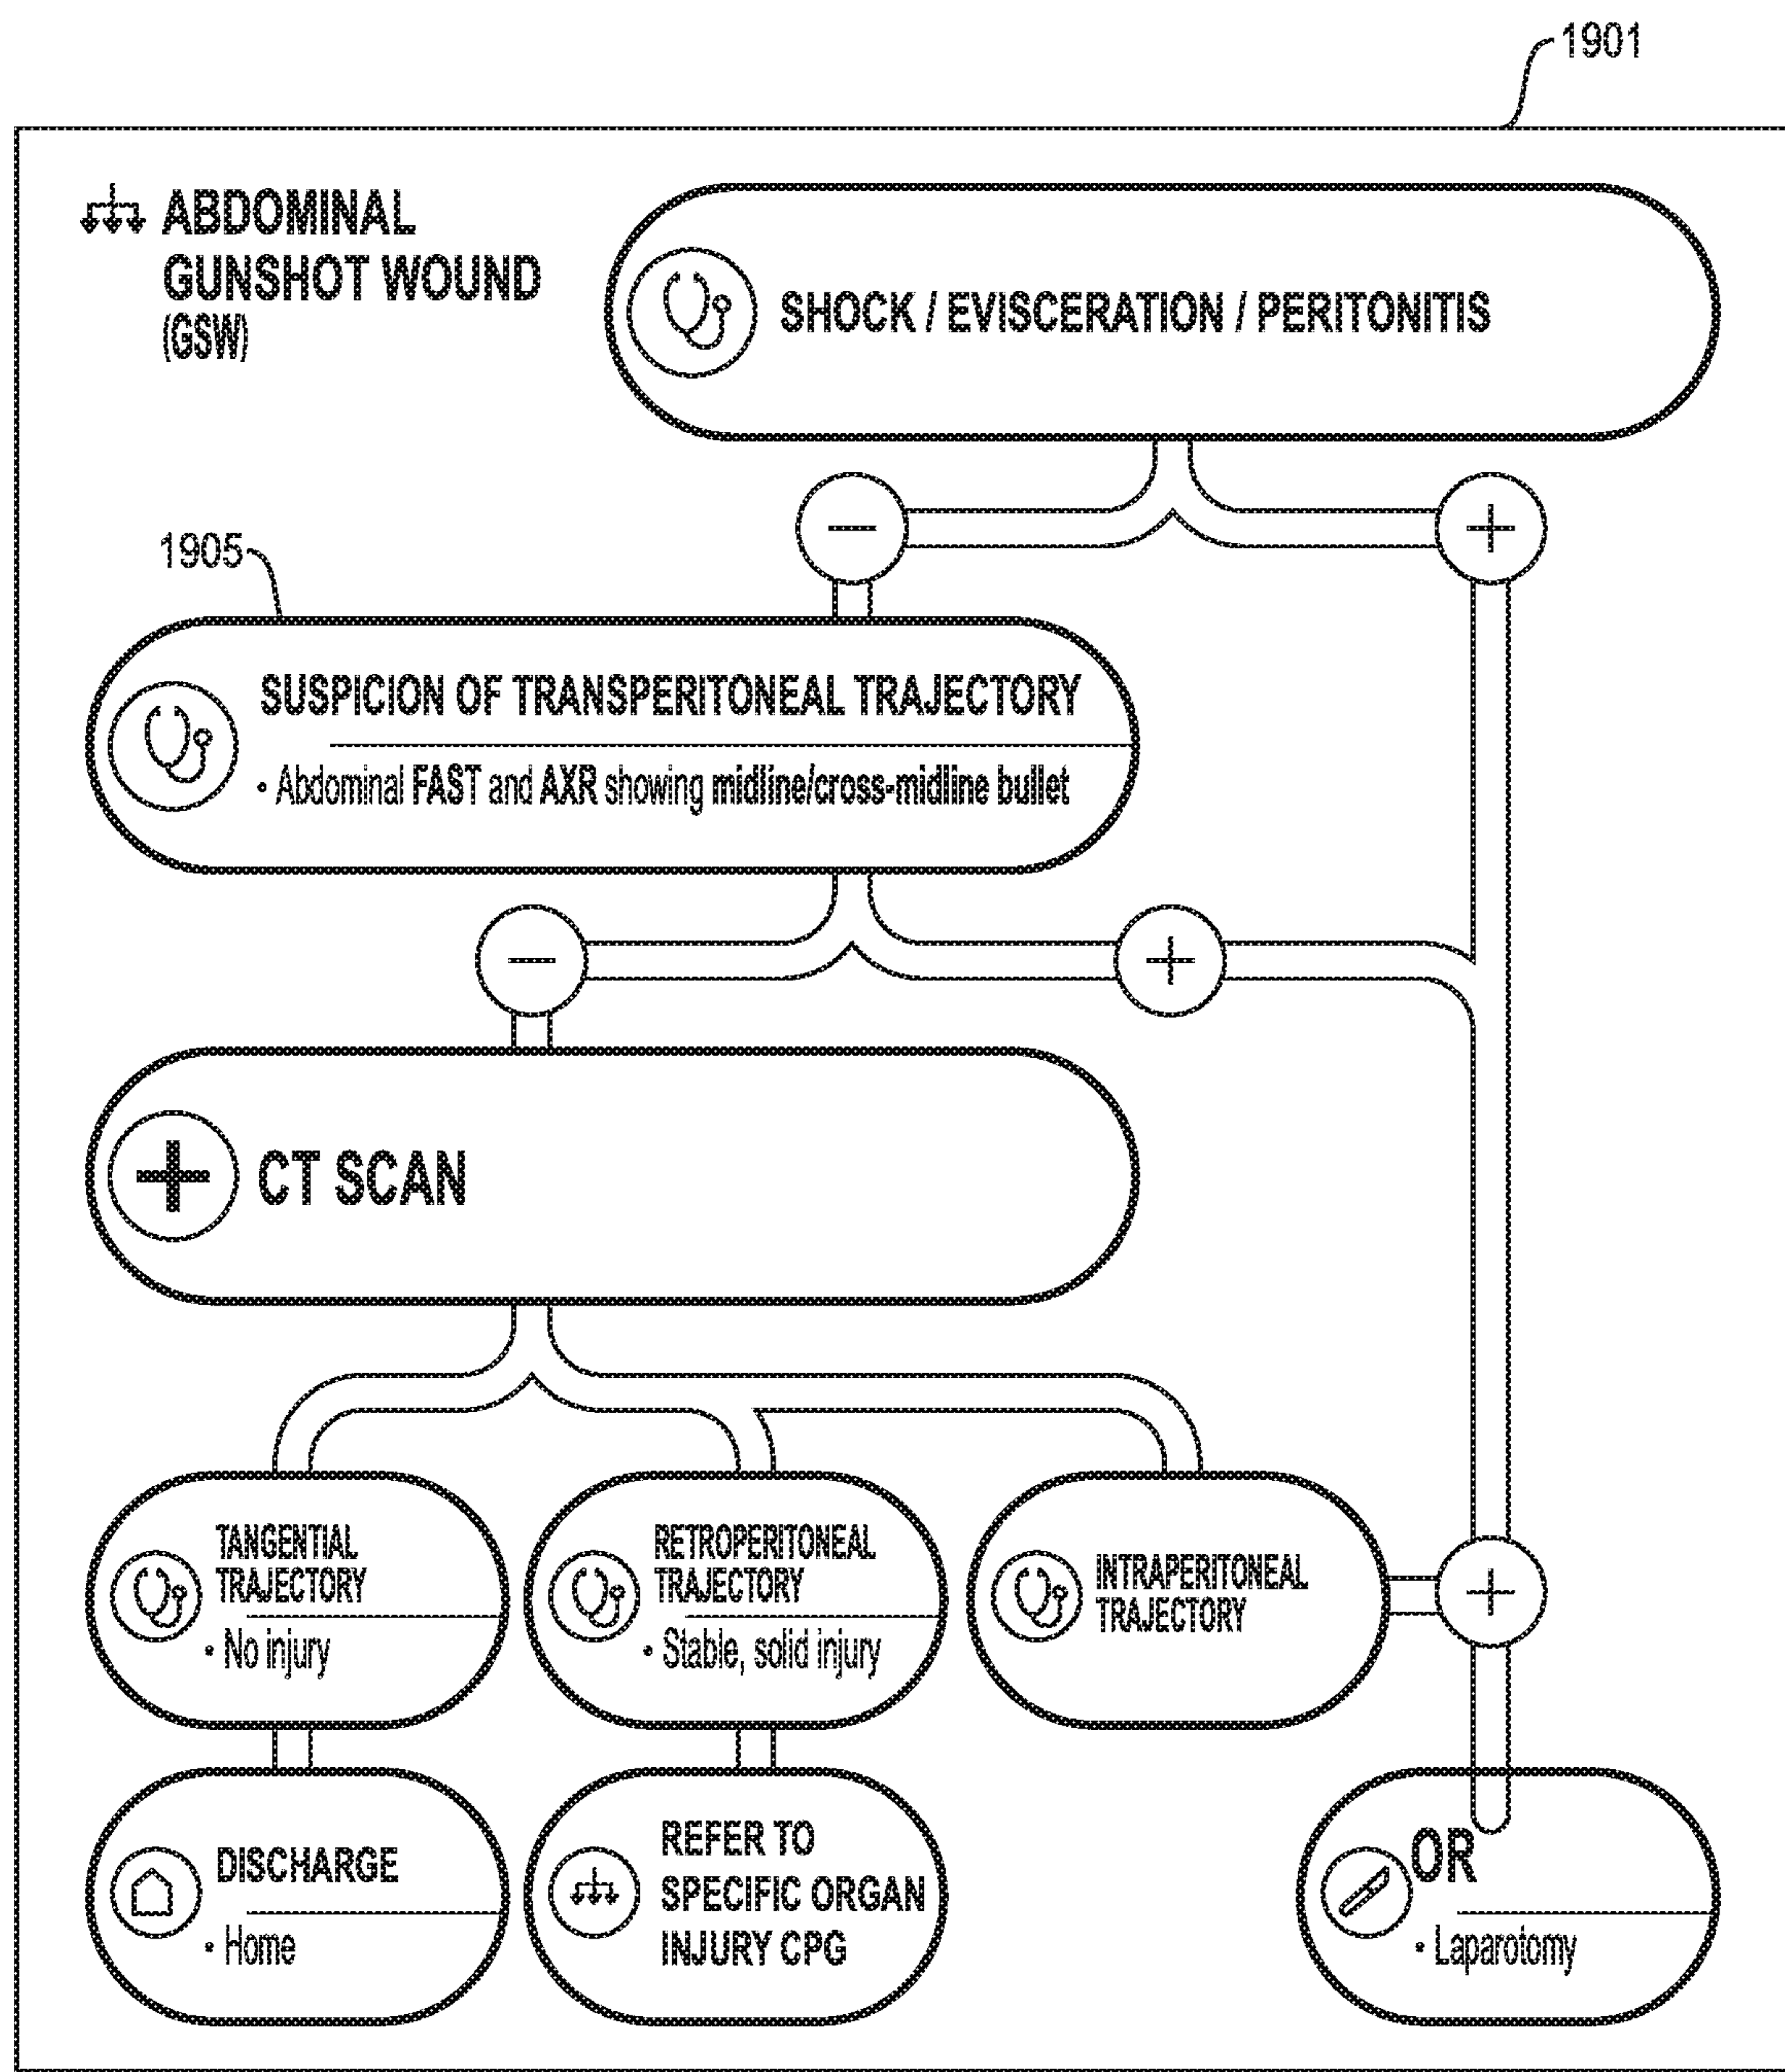 1901
ABDOMINAL
GUNSHOT WOUND
(GSW)
SHOCK / EVISCERATION / PERITONITIS
1905
SUSPICION OF TRANSPERITONEAL TRAJECTORY
• Abdominal FAST and AXR showing midline/cross-midline bullet
CT SCAN
TANGENTIAL
TRAJECTORY
• No injury
RETROPERITONEAL
TRAJECTORY
• Stable, solid injury
INTRAPERITONEAL
TRAJECTORY
DISCHARGE
• Home
REFER TO
SPECIFIC ORGAN
INJURY CPG
OR
• Laparotomy